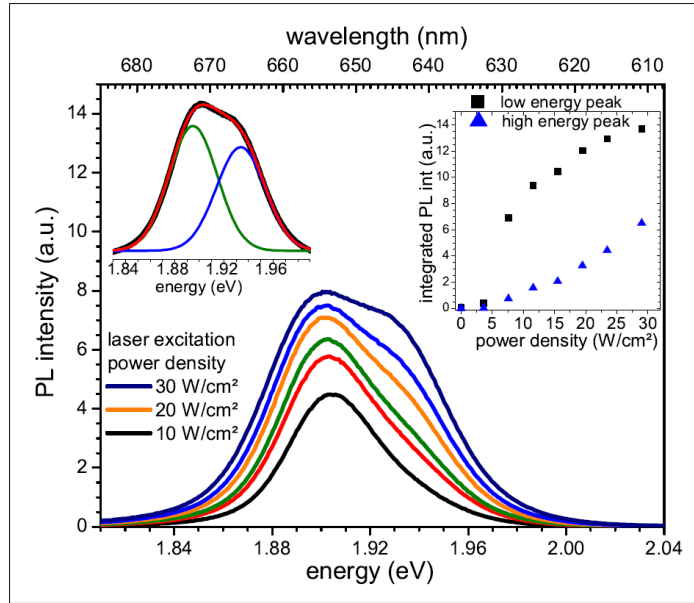 wavelength (nm)
680 670 660 650 640 630 620 610
PL intensity (a.u.)
14
12
10
8
6
4
2
0
1.84 1.88 1.92 1.96 2.00 2.04
energy (eV)
1.84 1.88 1.92 1.96
energy (eV)
laser excitation
power density
30 W/cm²
20 W/cm²
10 W/cm²
low energy peak
high energy peak
integrated PL int (a.u.)
14
12
10
8
6
4
2
0
0 5 10 15 20 25 30
power density (W/cm²)